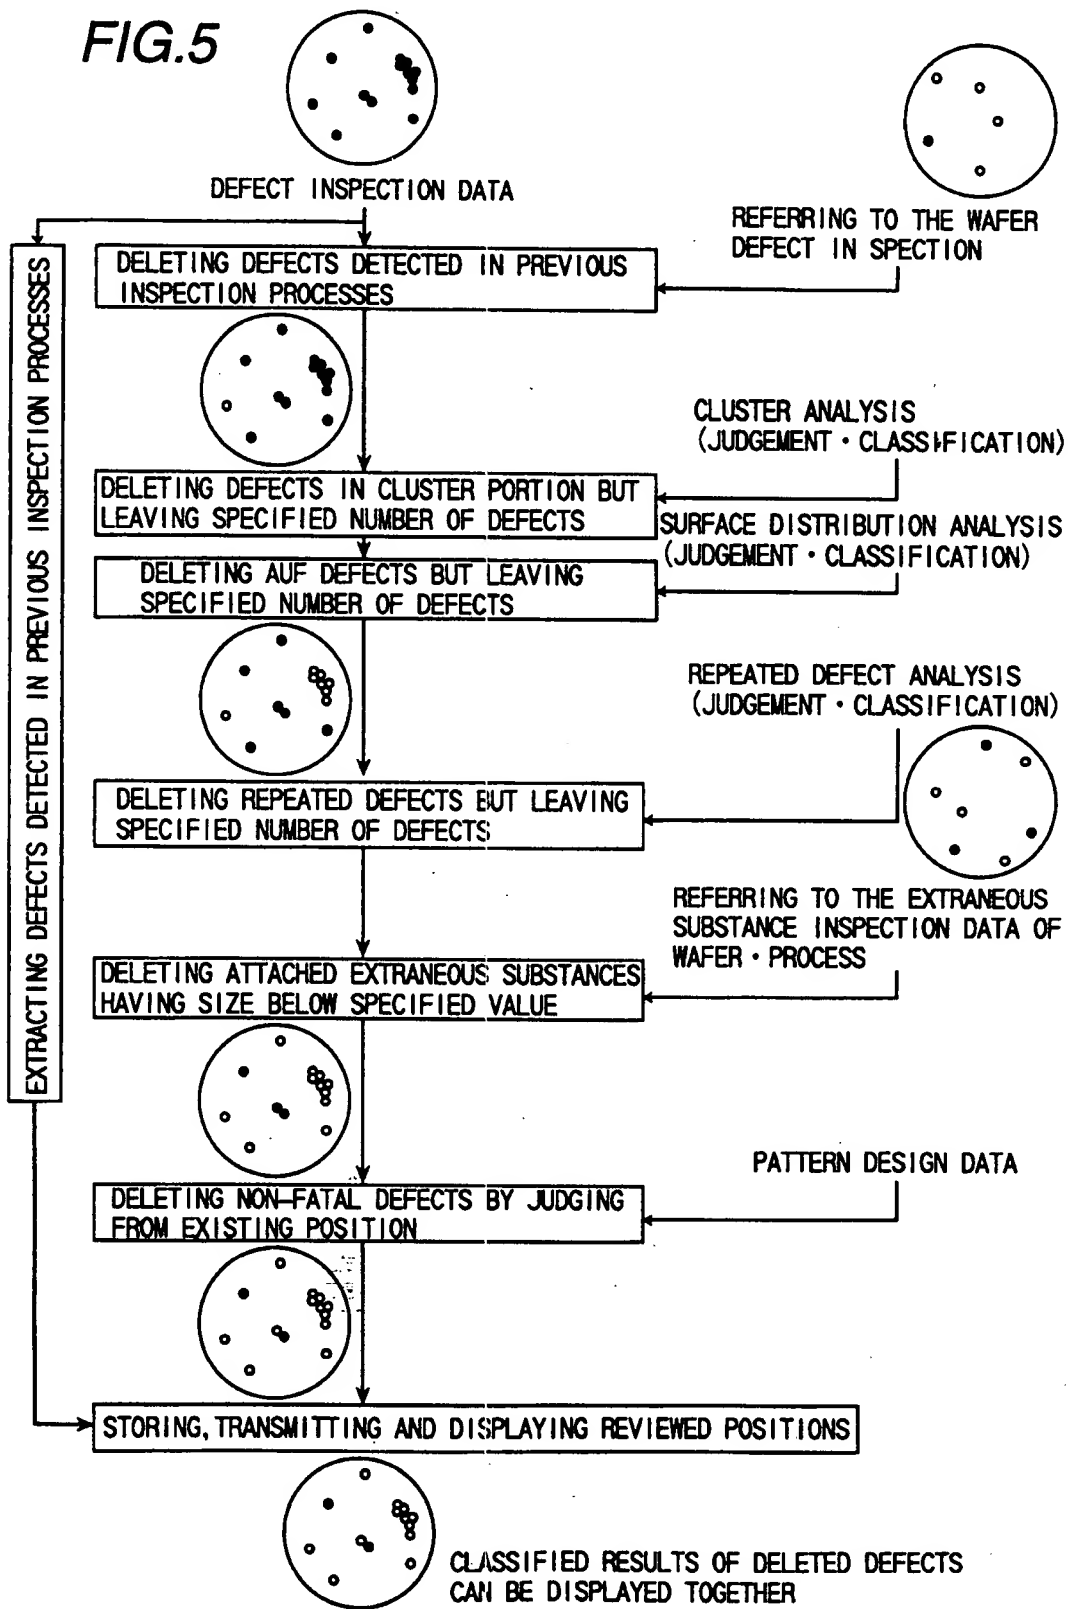 FIG.5
DEFECT INSPECTION DATA
REFERRING TO THE WAFER
DEFECT IN SPECTION
DELETING DEFECTS DETECTED IN PREVIOUS
INSPECTION PROCESSES
EXTRACTING DEFECTS DETECTED IN PREVIOUS INSPECTION PROCESSES
CLUSTER ANALYSIS
(JUDGEMENT・CLASSIFICATION)
DELETING DEFECTS IN CLUSTER PORTION BUT
LEAVING SPECIFIED NUMBER OF DEFECTS
SURFACE DISTRIBUTION ANALYSIS
(JUDGEMENT・CLASSIFICATION)
DELETING AUF DEFECTS BUT LEAVING
SPECIFIED NUMBER OF DEFECTS
REPEATED DEFECT ANALYSIS
(JUDGEMENT・CLASSIFICATION)
DELETING REPEATED DEFECTS BUT LEAVING
SPECIFIED NUMBER OF DEFECTS
REFERRING TO THE EXTRANEOUS
SUBSTANCE INSPECTION DATA OF
WAFER・PROCESS
DELETING ATTACHED EXTRANEOUS SUBSTANCES
HAVING SIZE BELOW SPECIFIED VALUE
PATTERN DESIGN DATA
DELETING NON-FATAL DEFECTS BY JUDGING
FROM EXISTING POSITION
STORING, TRANSMITTING AND DISPLAYING REVIEWED POSITIONS
CLASSIFIED RESULTS OF DELETED DEFECTS
CAN BE DISPLAYED TOGETHER